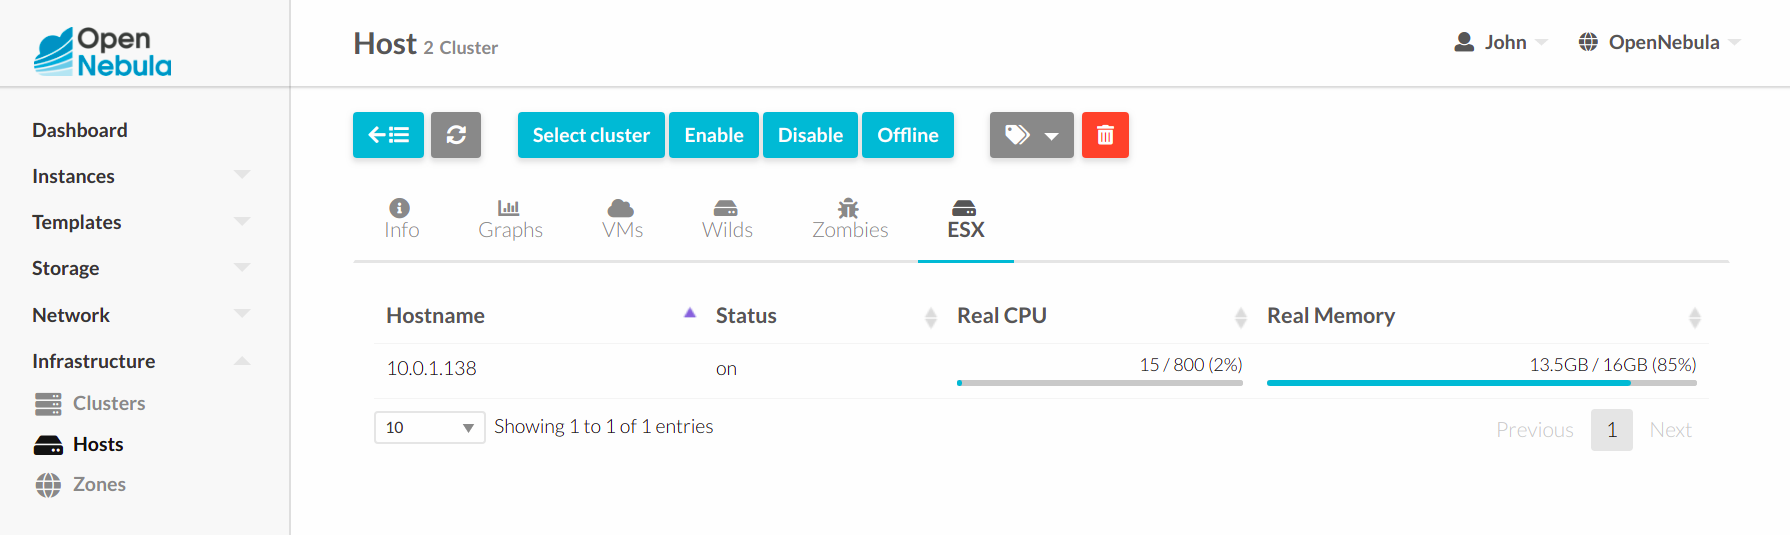 Open
Nebula
Host 2 Cluster
John
OpenNebula
Dashboard
Instances
Templates
Storage
Network
Infrastructure
Clusters
Hosts
Zones
Select cluster Enable Disable Offline
Info Graphs VMs Wilds Zombies ESX
Hostname Status Real CPU Real Memory
10.0.1.138 on 15 / 800 (2%) 13.5GB / 16GB (85%)
10 Showing 1 to 1 of 1 entries Previous 1 Next